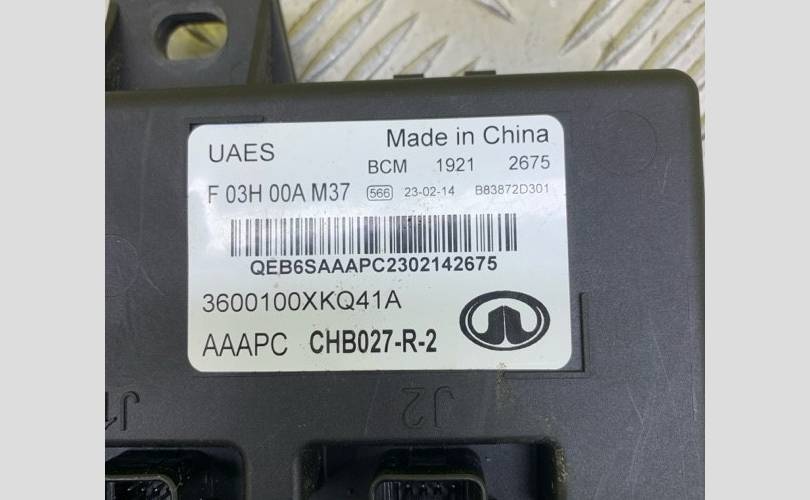 UAES Made in China
BCM 1921 2675
F 03H 00A M37 566 23-02-14 B83872D301
QEB6SAAAPC2302142675
3600100XKQ41A
AAAPC CHB027-R-2
J1 J2